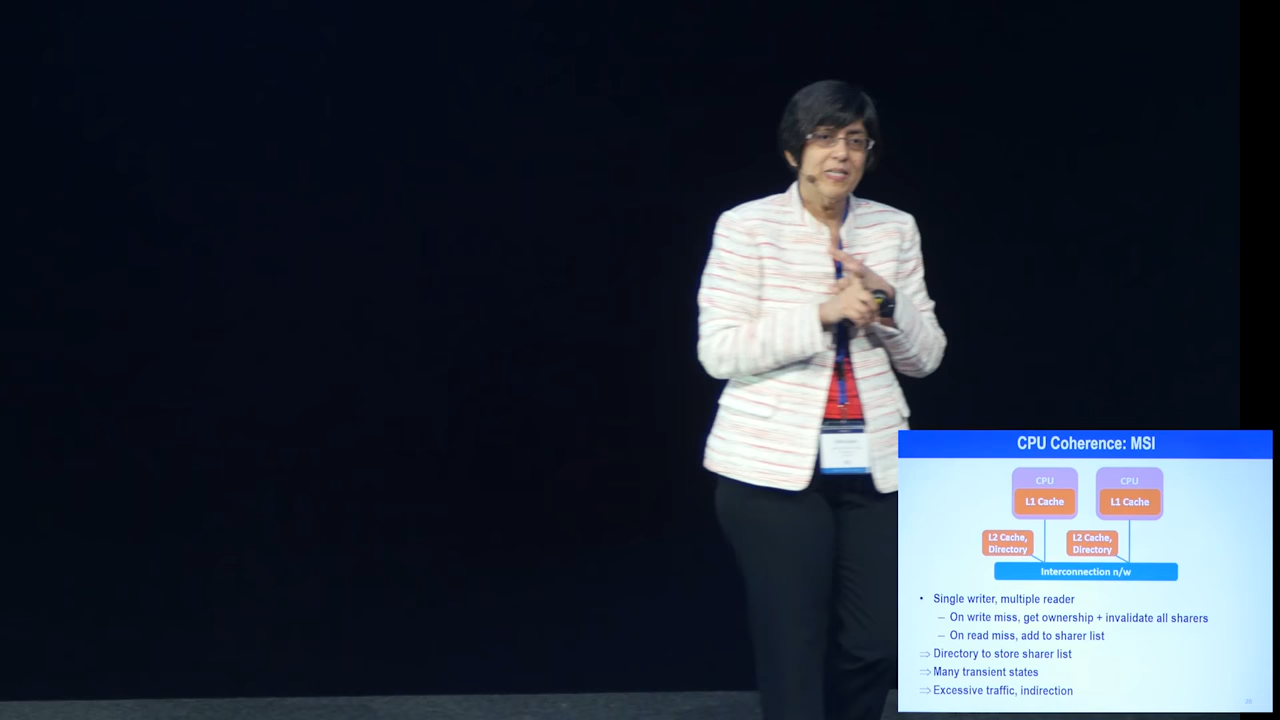 CPU Coherence: MSI
CPU
CPU
L1 Cache
L1 Cache
L2 Cache,
Directory
L2 Cache,
Directory
Interconnection n/w
• Single writer, multiple reader
– On write miss, get ownership + invalidate all sharers
– On read miss, add to sharer list
⇒ Directory to store sharer list
⇒ Many transient states
⇒ Excessive traffic, indirection